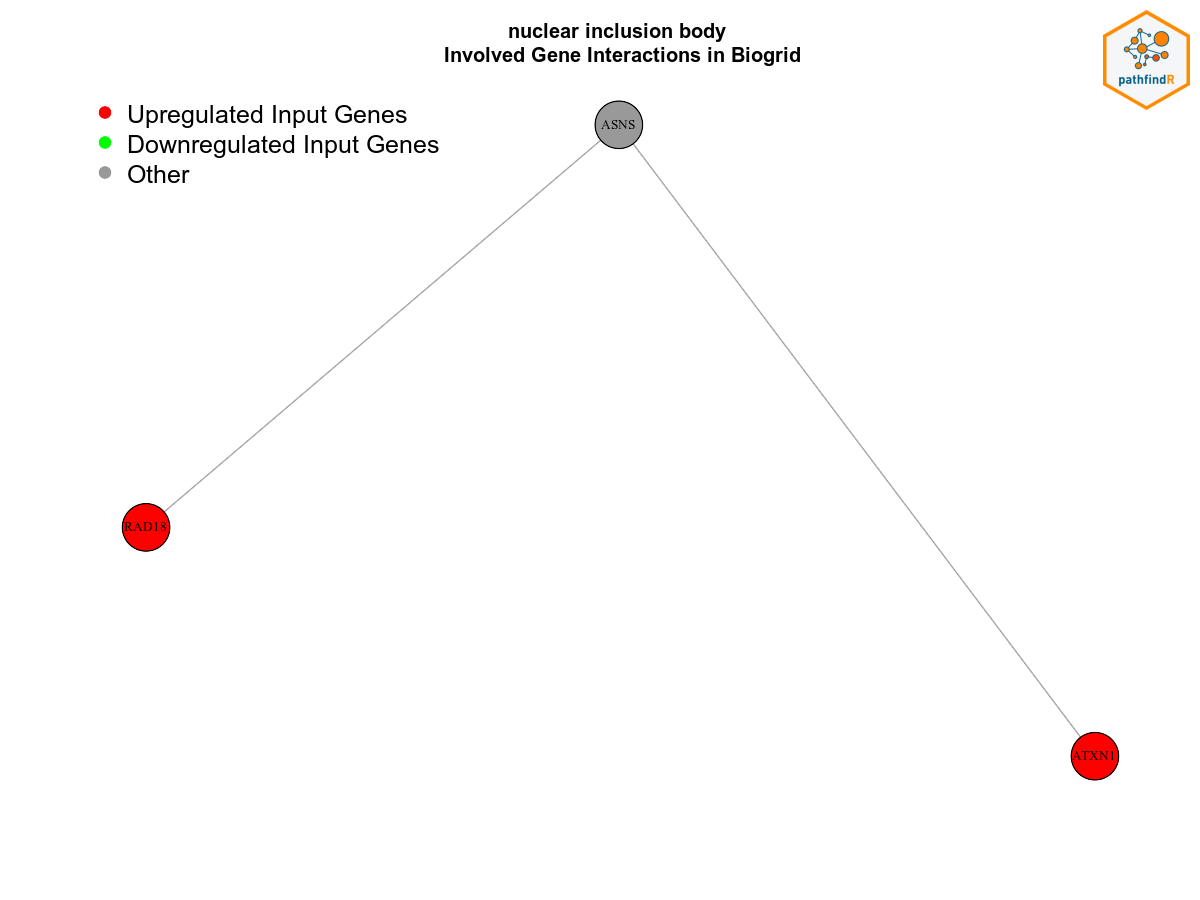 nuclear inclusion body
Involved Gene Interactions in Biogrid
pathfindR
Upregulated Input Genes
Downregulated Input Genes
Other
ASNS
RAD18
ATXN1